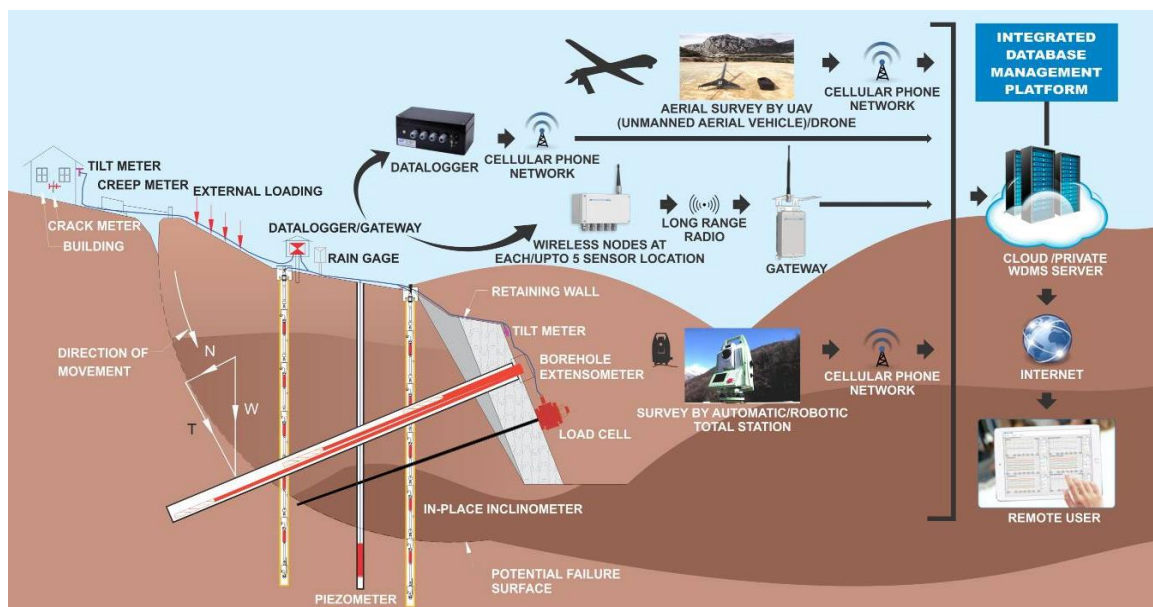 INTEGRATED
DATABASE
MANAGEMENT
PLATFORM
CELLULAR PHONE
NETWORK
AERIAL SURVEY BY UAV
(UNMANNED AERIAL VEHICLE)/DRONE
DATALOGGER
CELLULAR PHONE
NETWORK
TILT METER
CREEP METER
EXTERNAL LOADING
CRACK METER
BUILDING
DATALOGGER/GATEWAY
RAIN GAGE
WIRELESS NODES AT
EACH/UPTO 5 SENSOR LOCATION
LONG RANGE
RADIO
GATEWAY
CLOUD /PRIVATE
WDMS SERVER
RETAINING WALL
TILT METER
BOREHOLE
EXTENSOMETER
LOAD CELL
DIRECTION OF
MOVEMENT
N
W
T
SURVEY BY AUTOMATIC/ROBOTIC
TOTAL STATION
CELLULAR PHONE
NETWORK
INTERNET
IN-PLACE INCLINOMETER
REMOTE USER
POTENTIAL FAILURE
SURFACE
PIEZOMETER